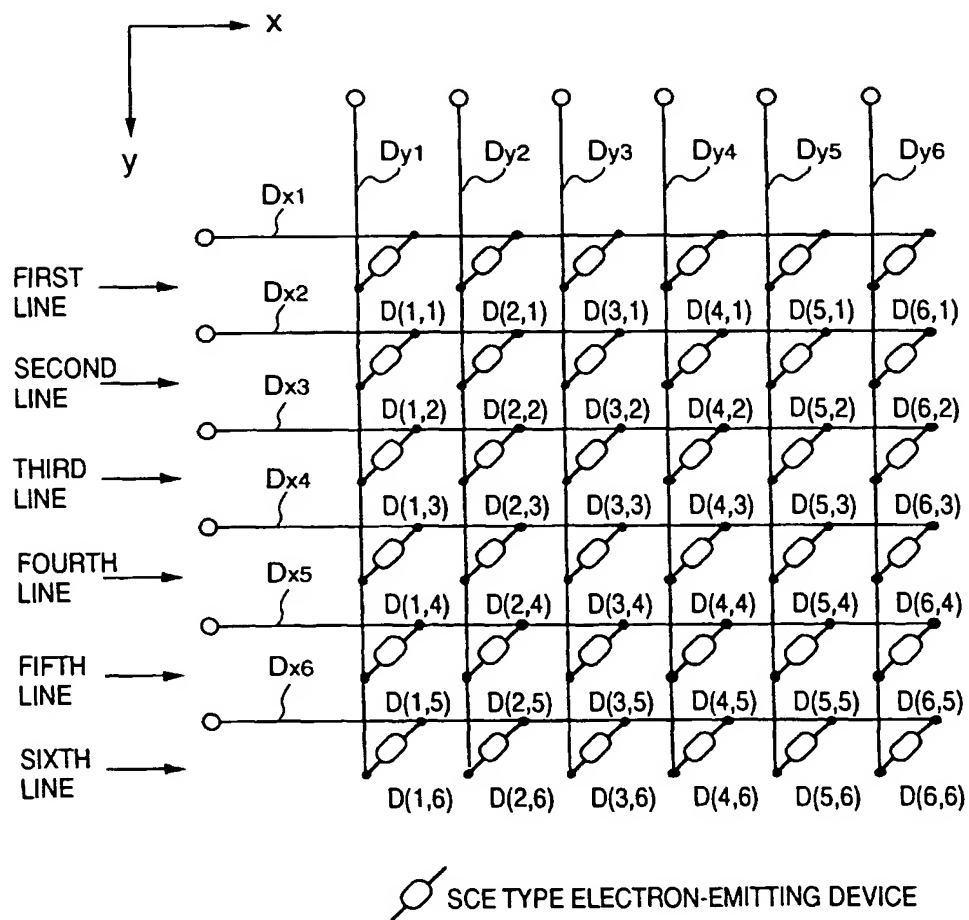 x
y
Dy1 Dy2 Dy3 Dy4 Dy5 Dy6
Dx1
FIRST
LINE
Dx2
D(1,1) D(2,1) D(3,1) D(4,1) D(5,1) D(6,1)
SECOND
LINE
Dx3
D(1,2) D(2,2) D(3,2) D(4,2) D(5,2) D(6,2)
THIRD
LINE
Dx4
D(1,3) D(2,3) D(3,3) D(4,3) D(5,3) D(6,3)
FOURTH
LINE
Dx5
D(1,4) D(2,4) D(3,4) D(4,4) D(5,4) D(6,4)
FIFTH
LINE
Dx6
D(1,5) D(2,5) D(3,5) D(4,5) D(5,5) D(6,5)
SIXTH
LINE
D(1,6) D(2,6) D(3,6) D(4,6) D(5,6) D(6,6)
SCE TYPE ELECTRON-EMITTING DEVICE